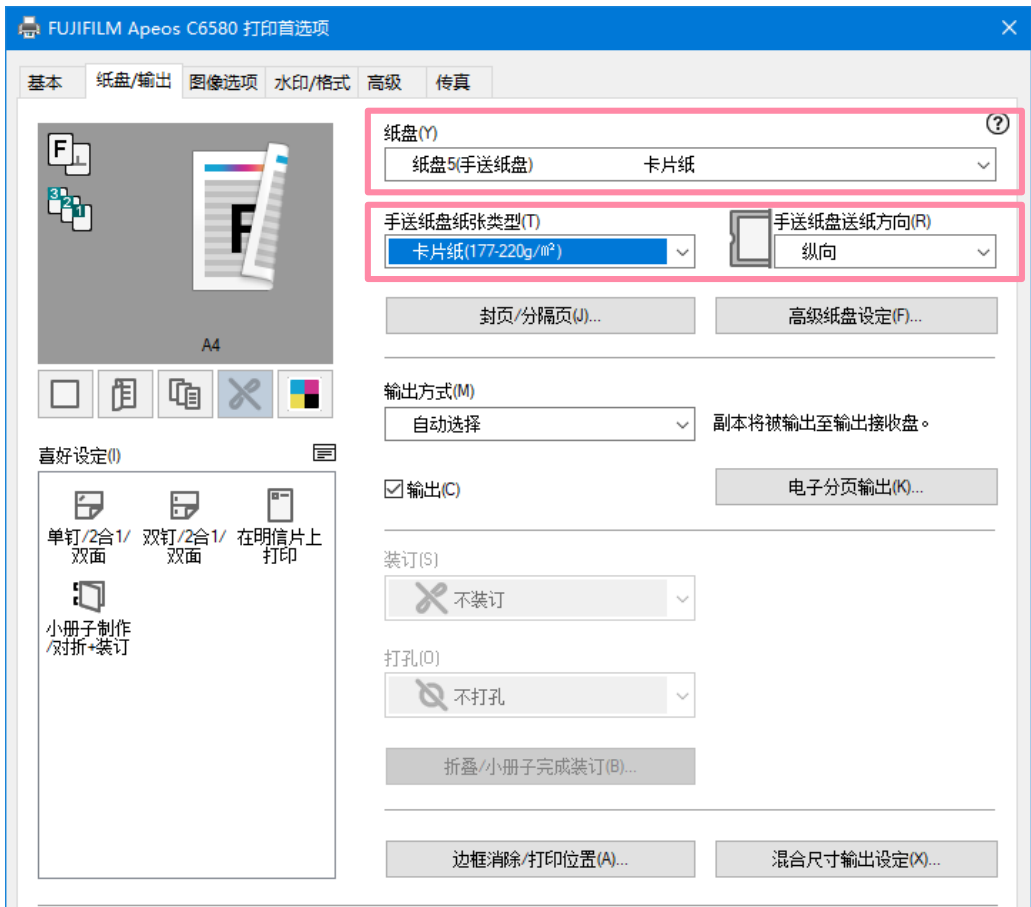 FUJIFILM Apeos C6580 打印首选项
基本 纸盘/输出 图像选项 水印/格式 高级 传真
纸盘(Y)
纸盘5(手送纸盘) 卡片纸
手送纸盘纸张类型(T) 手送纸盘送纸方向(R)
卡片纸(177-220g/m²) 纵向
封页/分隔页(J)... 高级纸盘设定(F)...
F
3 2 1
F
A4
输出方式(M)
自动选择 副本将被输出至输出接收盘。
输出(C) 电子分页输出(K)...
喜好设定(I)
单钉/2合1/
双面
双钉/2合1/
双面
在明信片上
打印
小册子制作
/对折+装订
装订(S)
不装订
打孔(O)
不打孔
折叠/小册子完成装订(B)...
边框消除/打印位置(A)... 混合尺寸输出设定(X)...